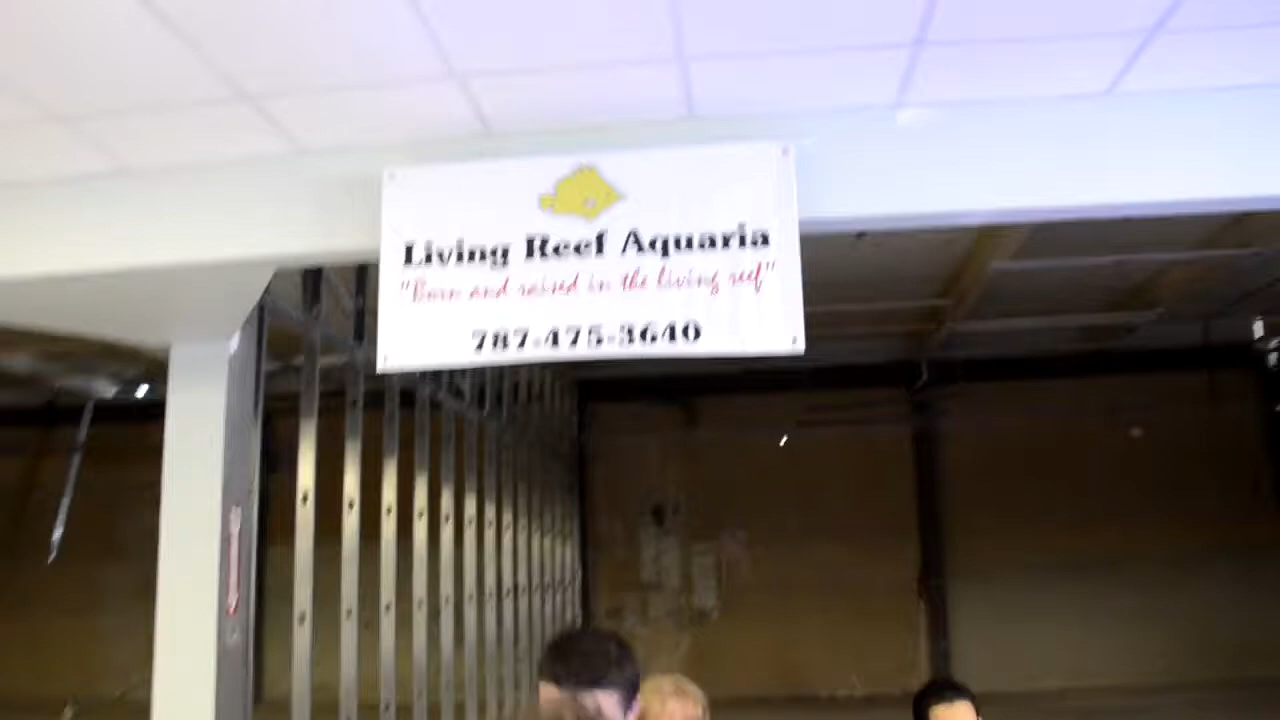 Living Reef Aquaria
"Born and raised in the living reef"
787-475-3640